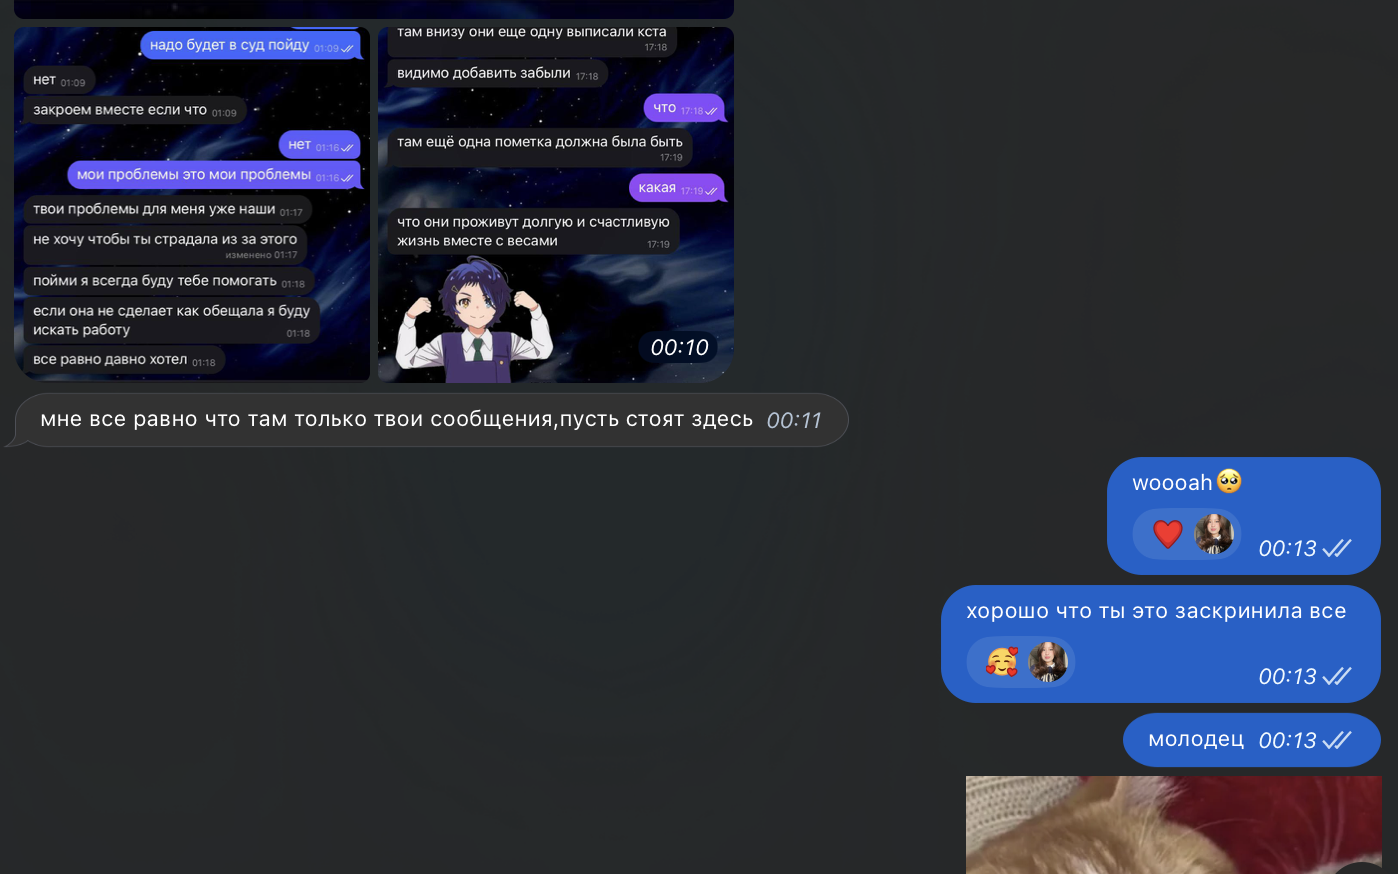 надо будет в суд пойду 01:09
нет 01:09
закроем вместе если что 01:09
нет 01:16
мои проблемы это мои проблемы 01:16
твои проблемы для меня уже наши 01:17
не хочу чтобы ты страдала из за этого
изменено 01:17
пойми я всегда буду тебе помогать 01:18
если она не сделает как обещала я буду
искать работу 01:18
все равно давно хотел 01:18
там внизу они еще одну выписали кста
17:18
видимо добавить забыли 17:18
что 17:18
там ещё одна пометка должна была быть
17:19
какая 17:19
что они проживут долгую и счастливую
жизнь вместе с весами 17:19
00:10
мне все равно что там только твои сообщения,пусть стоят здесь 00:11
woooah🥺
❤️ 00:13
хорошо что ты это заскринила все
🥰 00:13
молодец 00:13